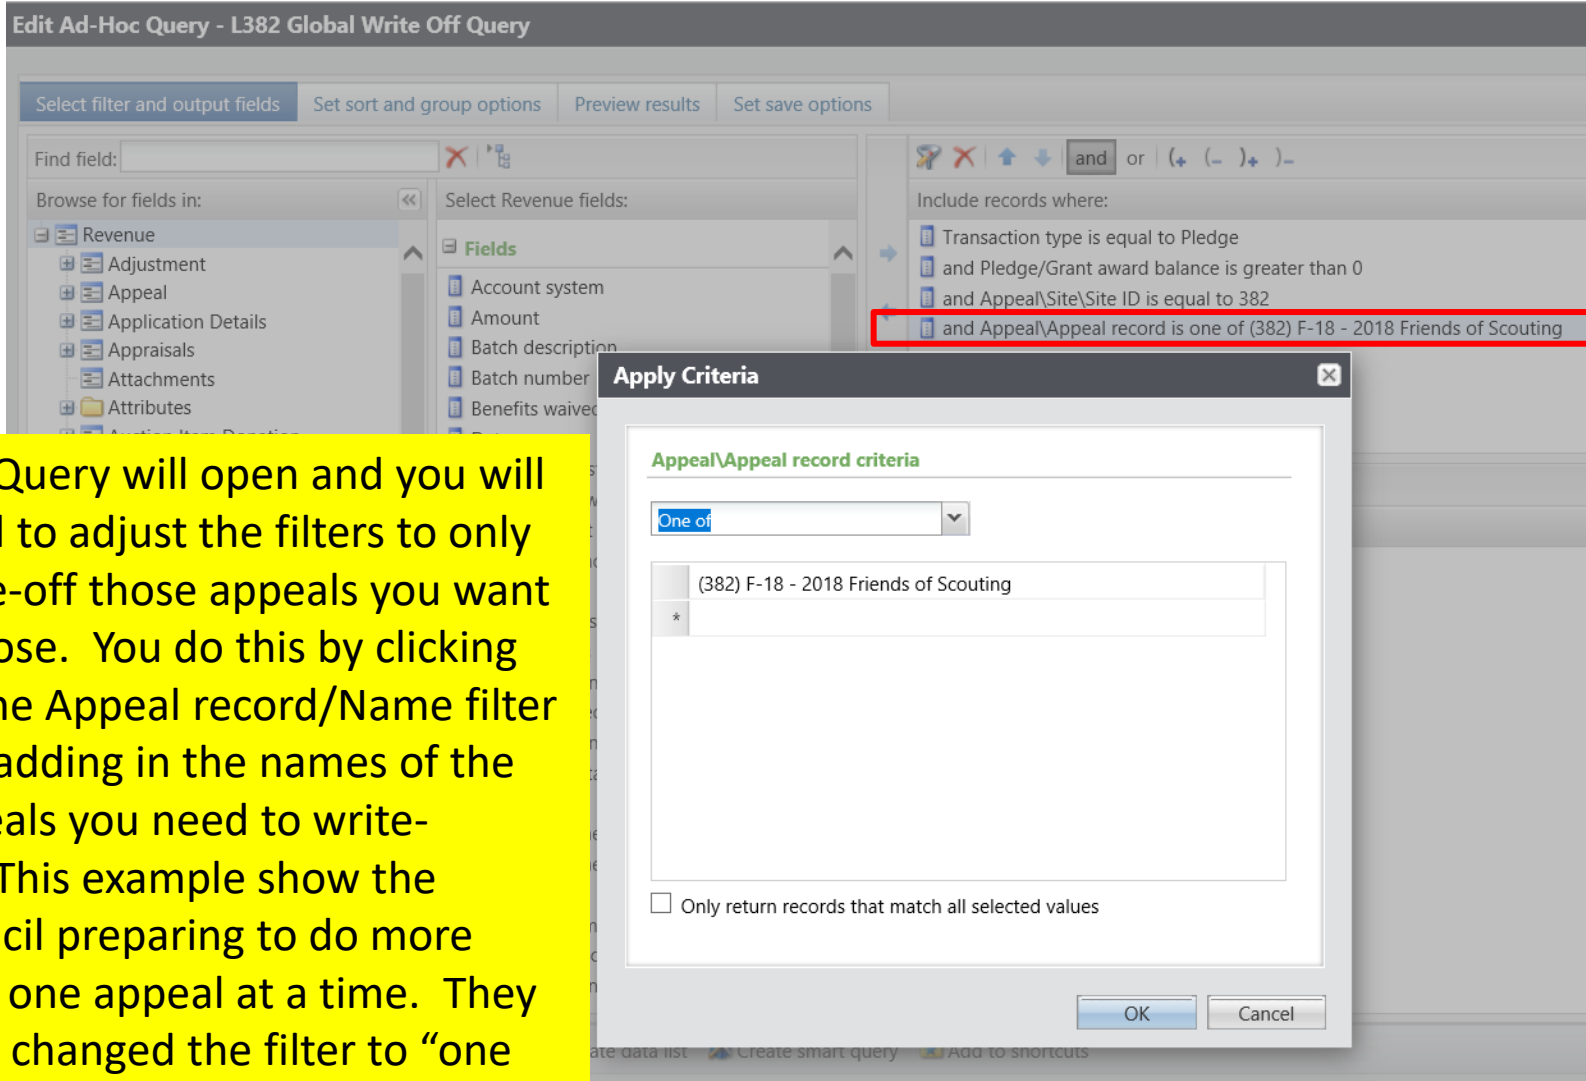 Edit Ad-Hoc Query - L382 Global Write Off Query
Select filter and output fields
Set sort and group options
Preview results
Set save options
Find field:
and
or
Browse for fields in:
Select Revenue fields:
Include records where:
Revenue
Adjustment
Appeal
Application Details
Appraisals
Attachments
Attributes
Fields
Account system
Amount
Batch description
Batch number
Benefits waived
Transaction type is equal to Pledge
and Pledge/Grant award balance is greater than 0
and Appeal\Site\Site ID is equal to 382
and Appeal\Appeal record is one of (382) F-18 - 2018 Friends of Scouting
Apply Criteria
Appeal\Appeal record criteria
One of
(382) F-18 - 2018 Friends of Scouting
*
Only return records that match all selected values
OK
Cancel
Query will open and you will
to adjust the filters to only
e-off those appeals you want
ose. You do this by clicking
he Appeal record/Name filter
adding in the names of the
eals you need to write-
This example show the
cil preparing to do more
one appeal at a time. They
changed the filter to “one
ate data list
Create smart query
Add to shortcuts